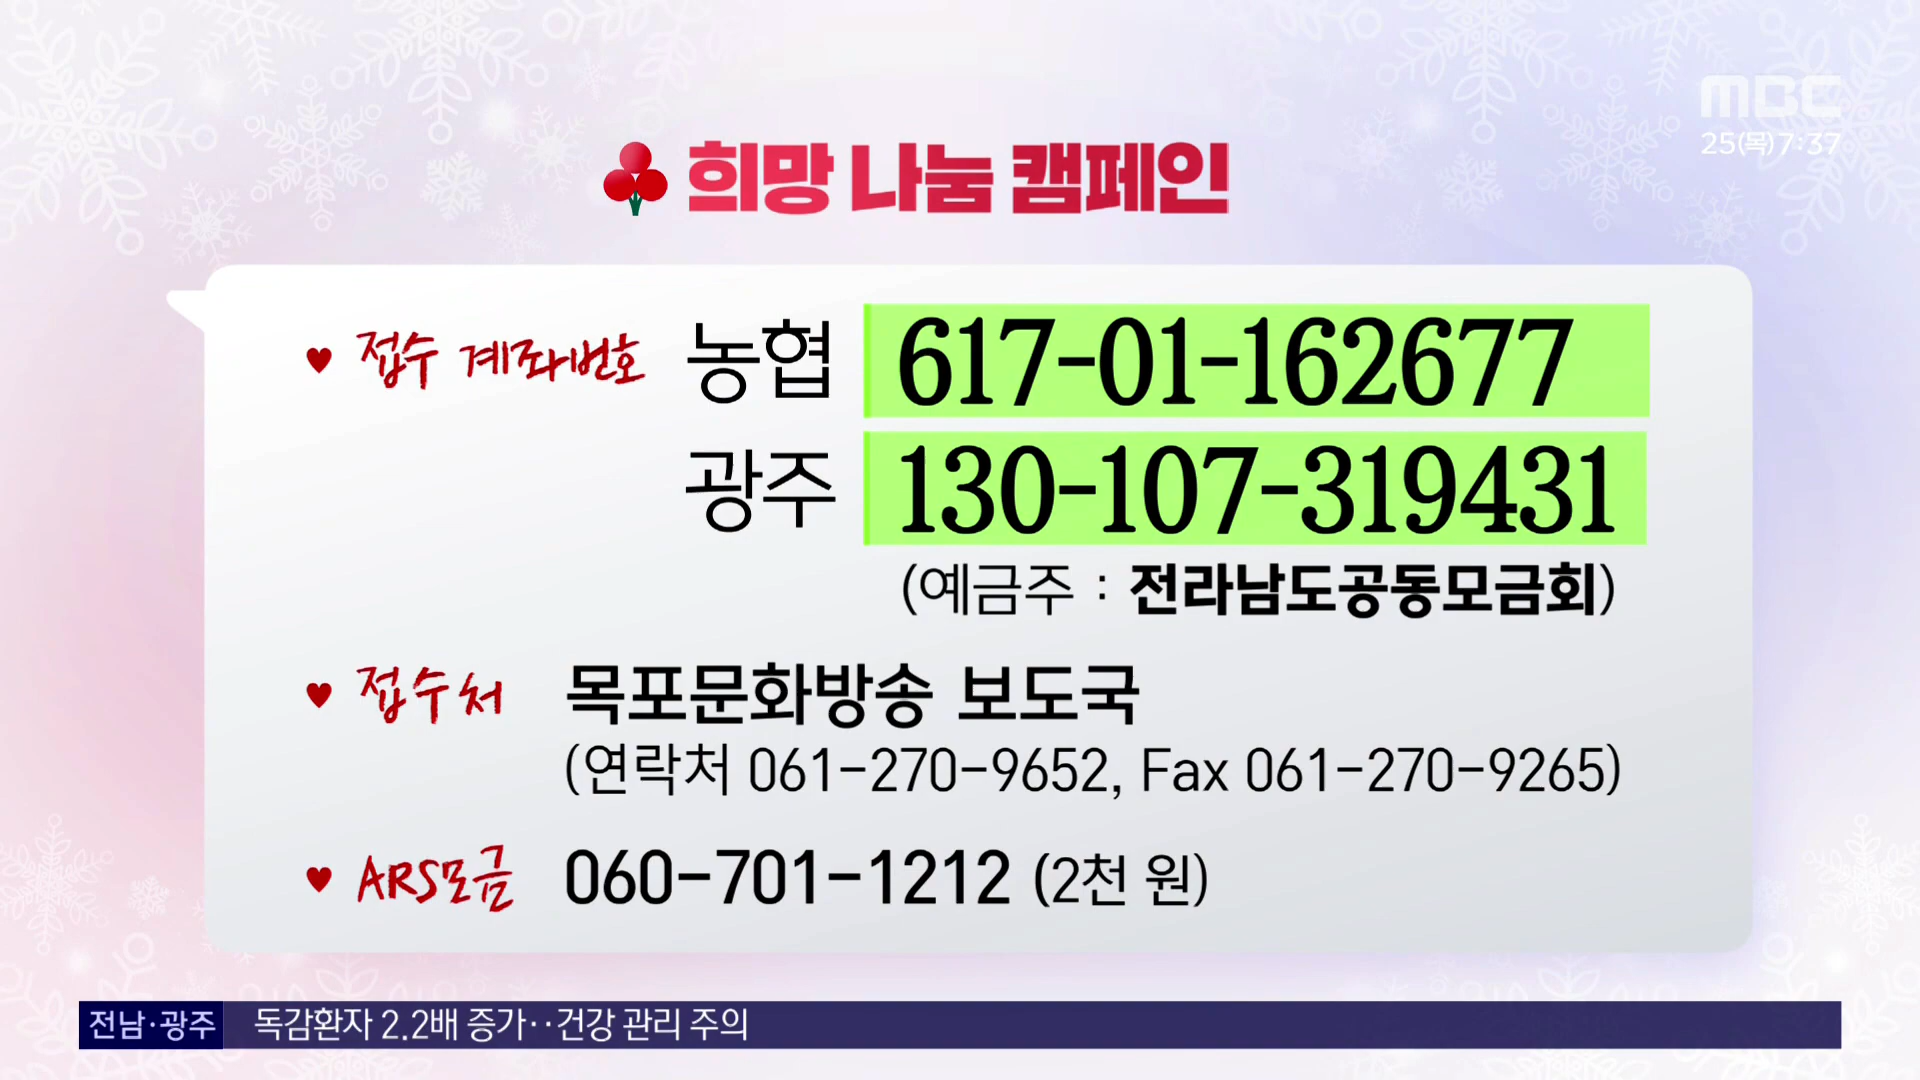 MBC
25(목)7:37
희망 나눔 캠페인
♥ 접수 계좌번호 농협 617-01-162677
광주 130-107-319431
(예금주 : 전라남도공동모금회)
♥ 접수처 목포문화방송 보도국
(연락처 061-270-9652, Fax 061-270-9265)
♥ ARS모금 060-701-1212 (2천 원)
전남·광주 독감환자 2.2배 증가··건강 관리 주의